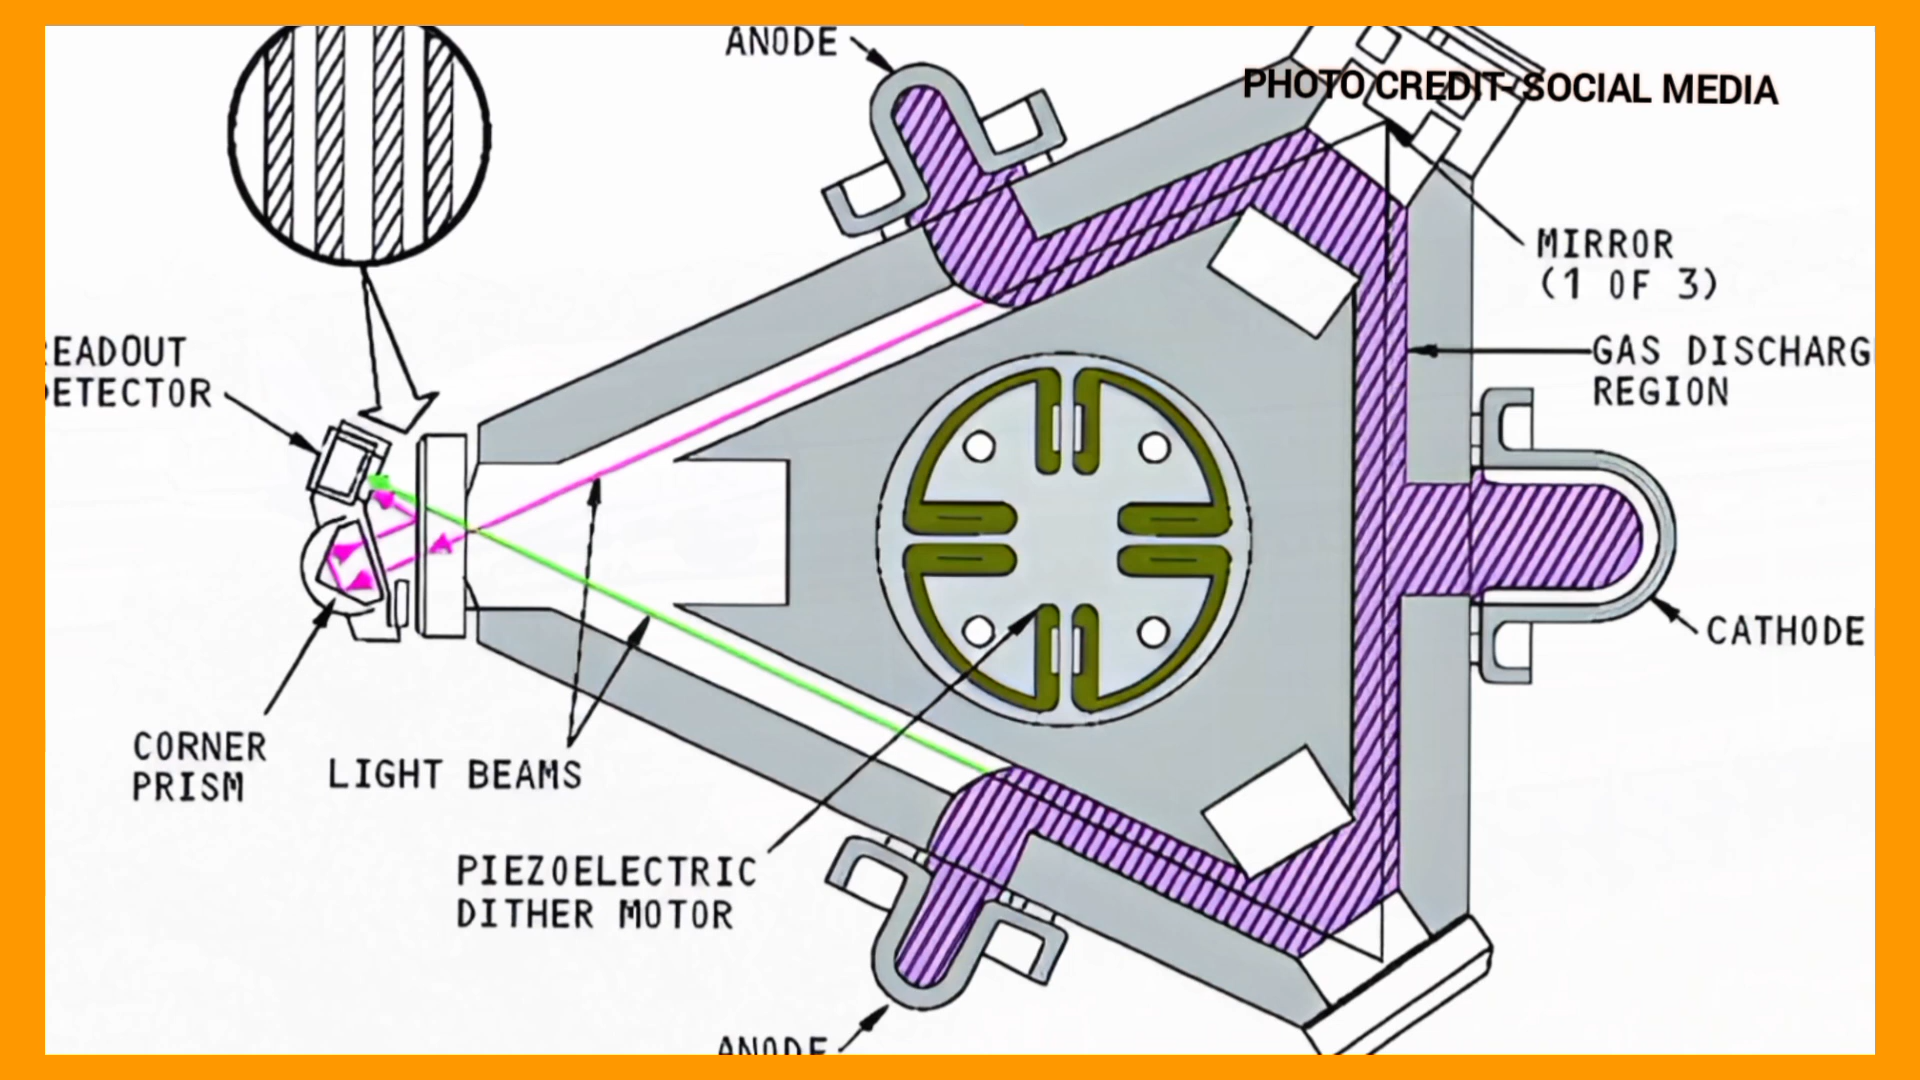 ANODE
PHOTO CREDIT- SOCIAL MEDIA
MIRROR
(1 OF 3)
EADOUT
ETECTOR
GAS DISCHARG
REGION
CATHODE
CORNER
PRISM
LIGHT BEAMS
PIEZOELECTRIC
DITHER MOTOR
ANODE